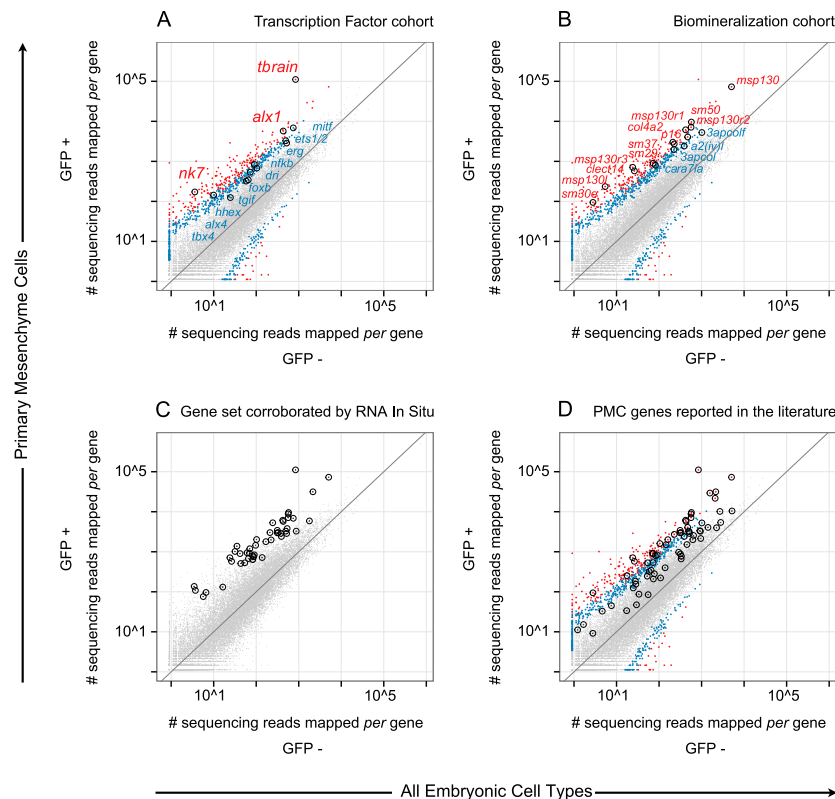 A Transcription Factor cohort
B Biomineralization cohort
Primary Mesenchyme Cells
GFP +
# sequencing reads mapped per gene
10^5
10^1
tbrain
alx1
mitf
ets1/2
erg
nfkb
nk7
dri
foxb
tgif
hhex
alx4
tbx4
10^1
10^5
# sequencing reads mapped per gene
GFP -
GFP +
# sequencing reads mapped per gene
10^5
10^1
msp130
sm50
msp130r1
msp130r2
col4a2
p16
3apcolf
sm37
a2(iv)l
sm29
3apcol
msp130r3
cara7la
clect14
msp130l
10^1
10^5
# sequencing reads mapped per gene
GFP -
C Gene set corroborated by RNA In Situ
D PMC genes reported in the literature
GFP +
# sequencing reads mapped per gene
10^5
10^1
10^1
10^5
# sequencing reads mapped per gene
GFP -
GFP +
# sequencing reads mapped per gene
10^5
10^1
10^1
10^5
# sequencing reads mapped per gene
GFP -
All Embryonic Cell Types